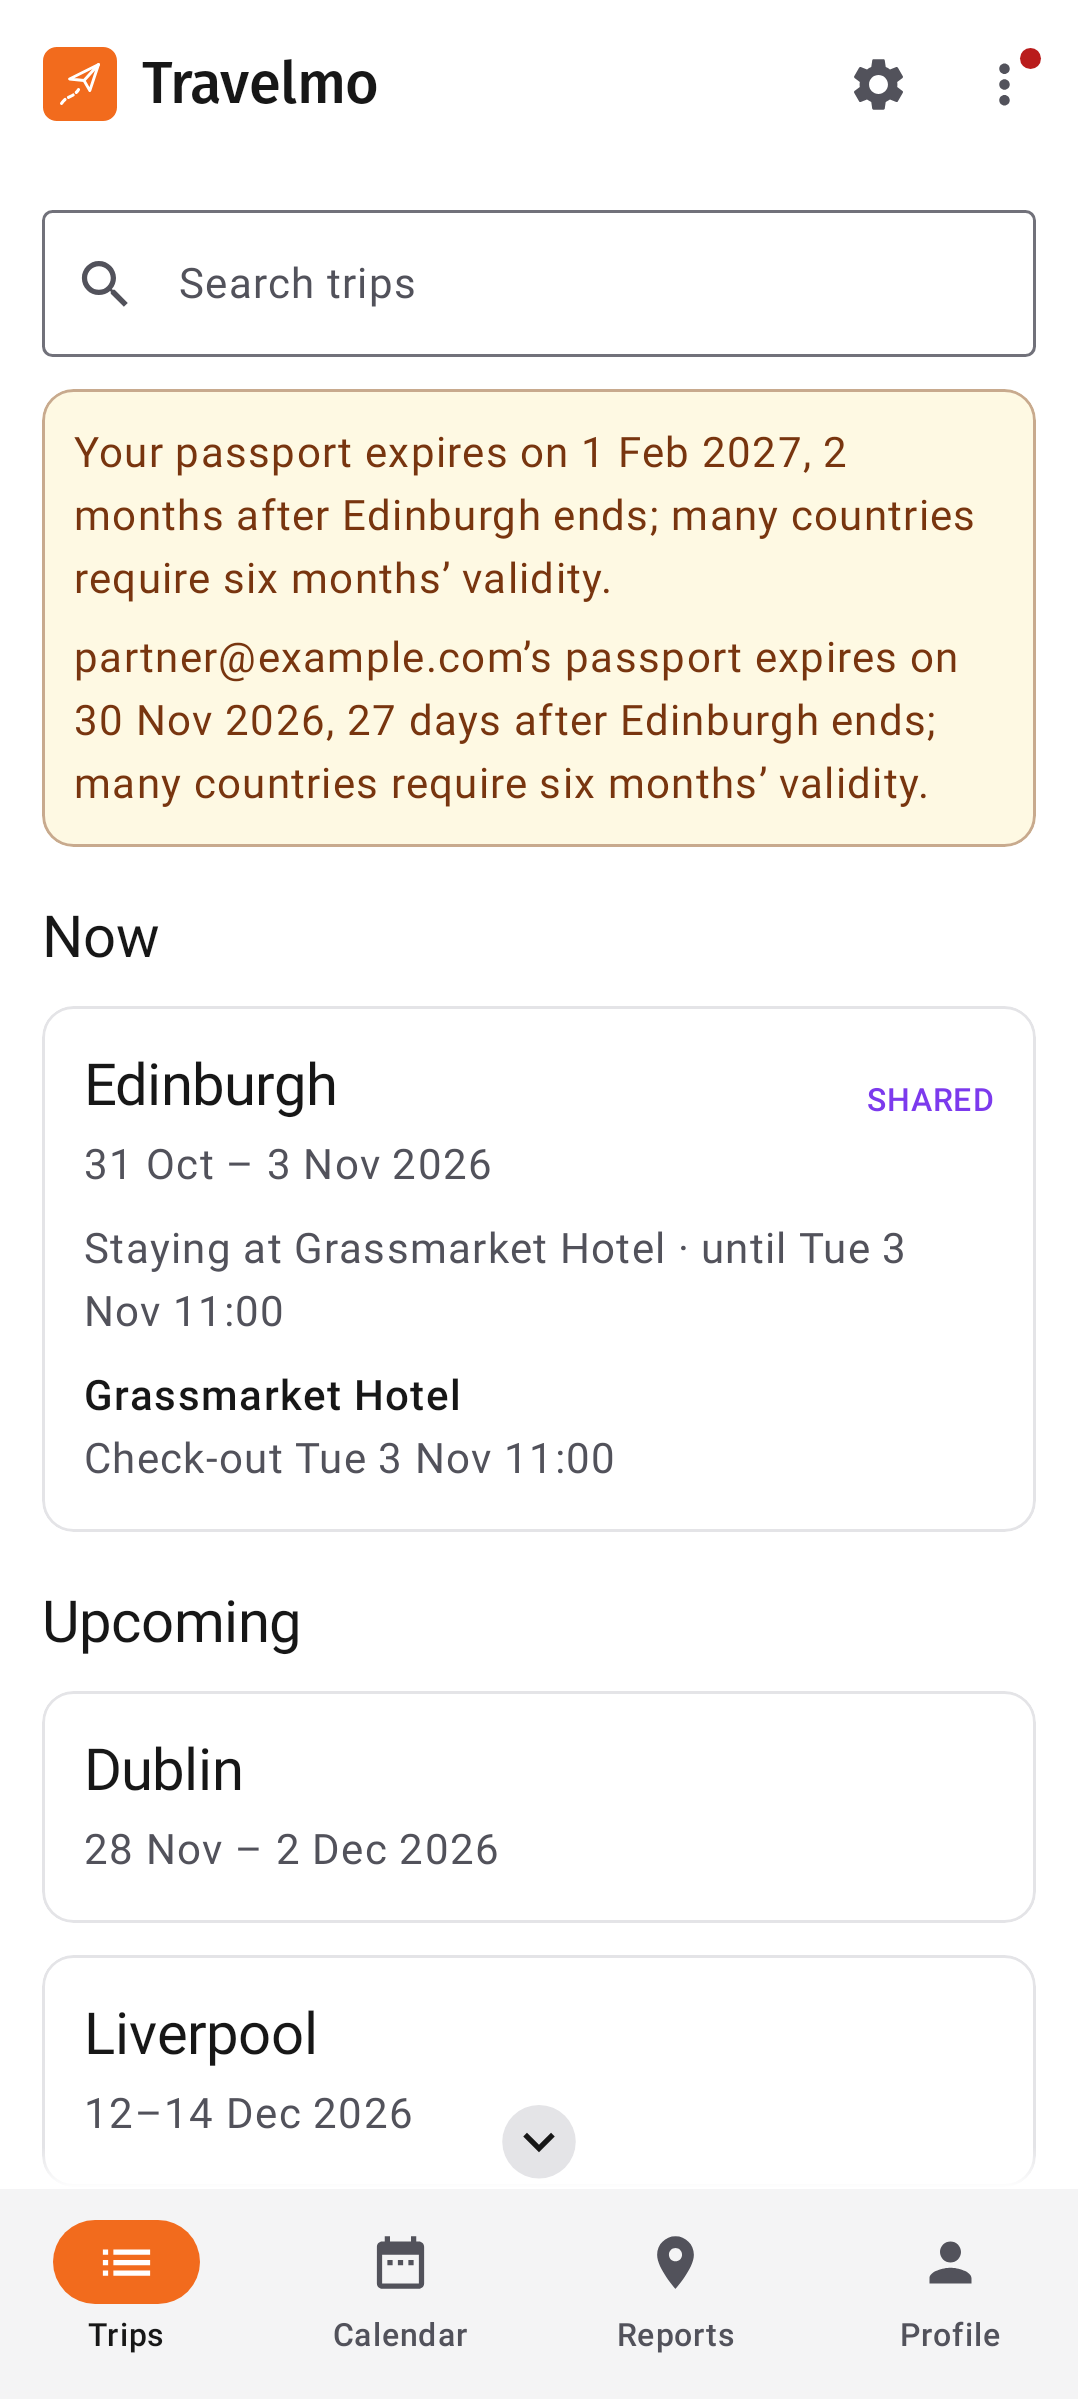 Travelmo
Search trips
Your passport expires on 1 Feb 2027, 2
months after Edinburgh ends; many countries
require six months’ validity.
partner@example.com’s passport expires on
30 Nov 2026, 27 days after Edinburgh ends;
many countries require six months’ validity.
Now
Edinburgh
SHARED
31 Oct – 3 Nov 2026
Staying at Grassmarket Hotel · until Tue 3
Nov 11:00
Grassmarket Hotel
Check-out Tue 3 Nov 11:00
Upcoming
Dublin
28 Nov – 2 Dec 2026
Liverpool
12–14 Dec 2026
Trips
Calendar
Reports
Profile